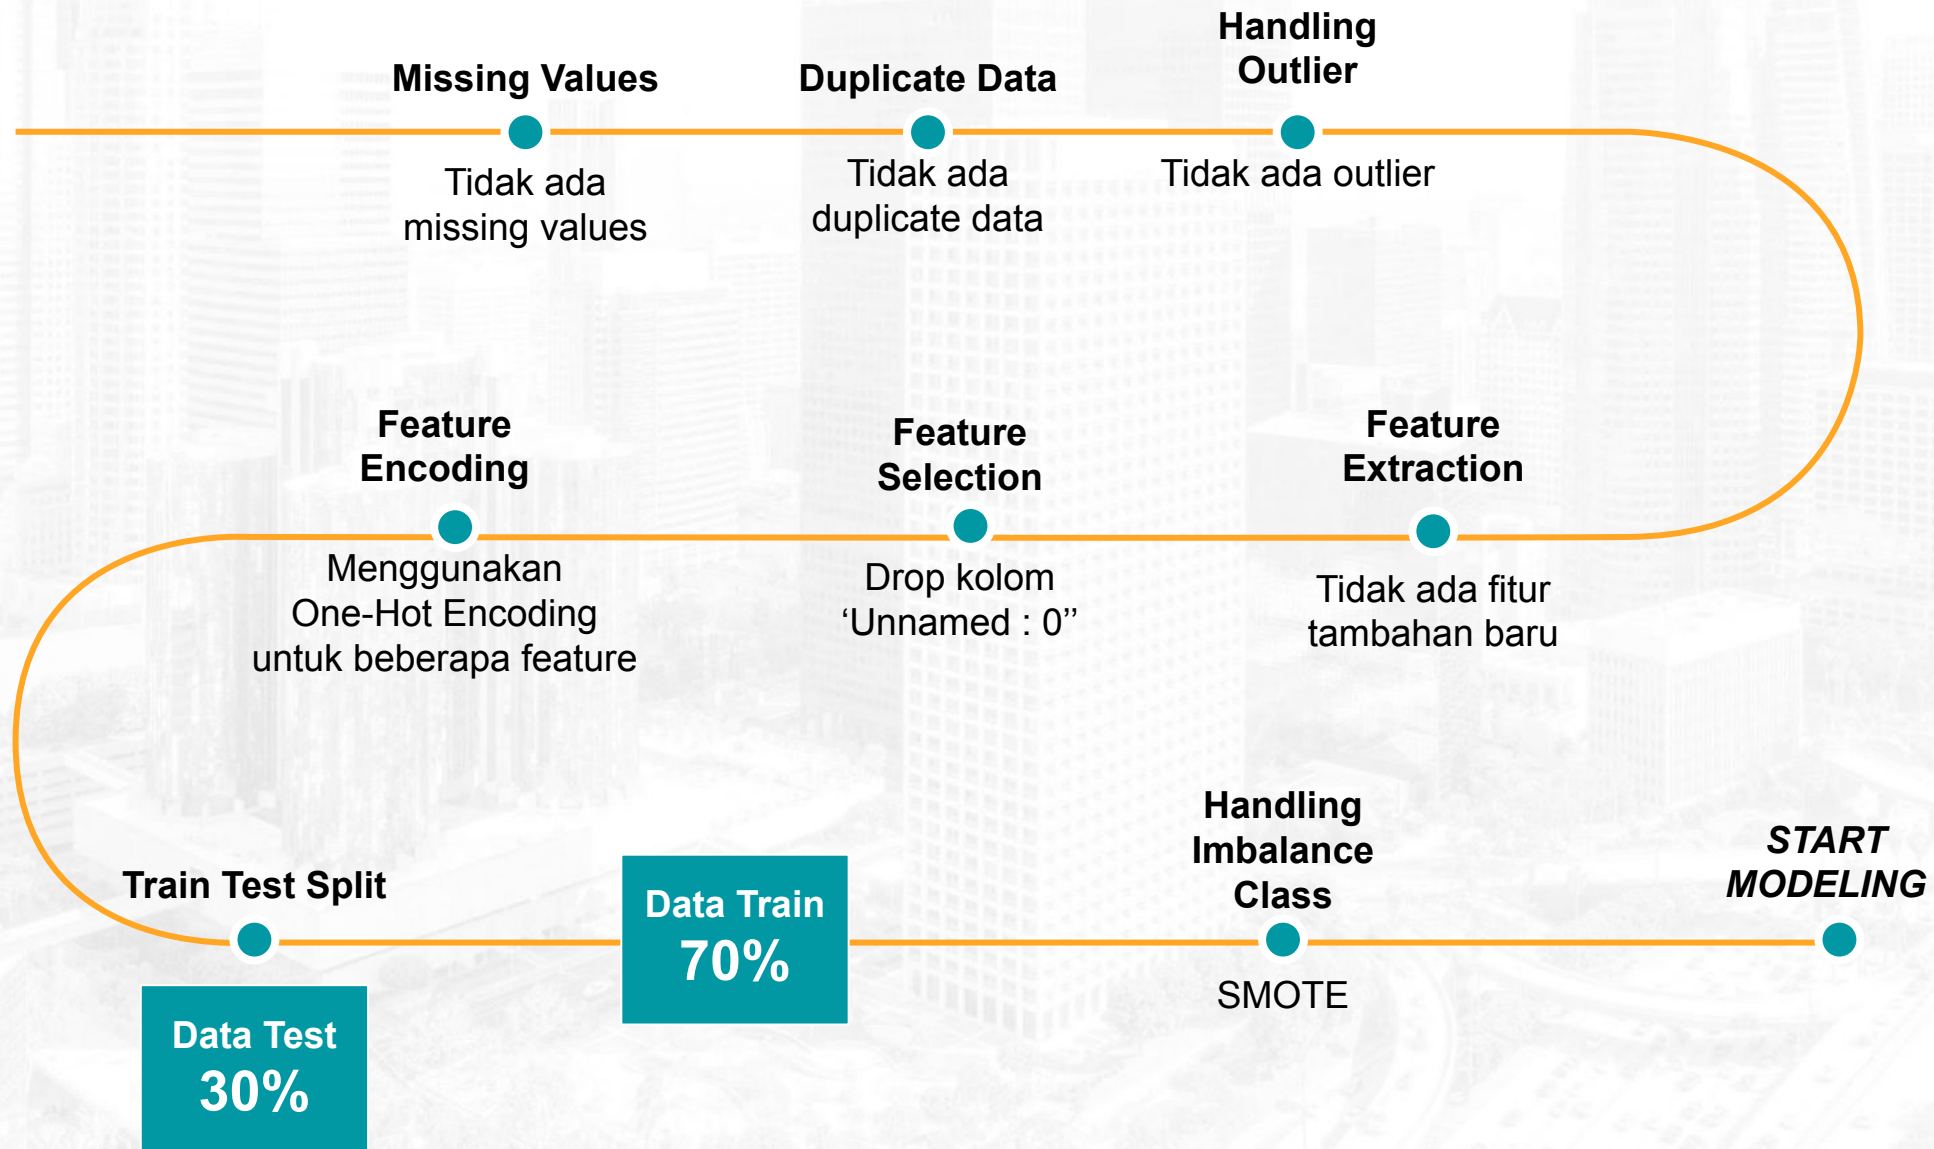 Missing Values
Tidak ada
missing values
Duplicate Data
Tidak ada
duplicate data
Handling
Outlier
Tidak ada outlier
Feature
Extraction
Tidak ada fitur
tambahan baru
Feature
Selection
Drop kolom
‘Unnamed : 0’’
Feature
Encoding
Menggunakan
One-Hot Encoding
untuk beberapa feature
Train Test Split
Data Test
30%
Data Train
70%
Handling
Imbalance
Class
SMOTE
START
MODELING